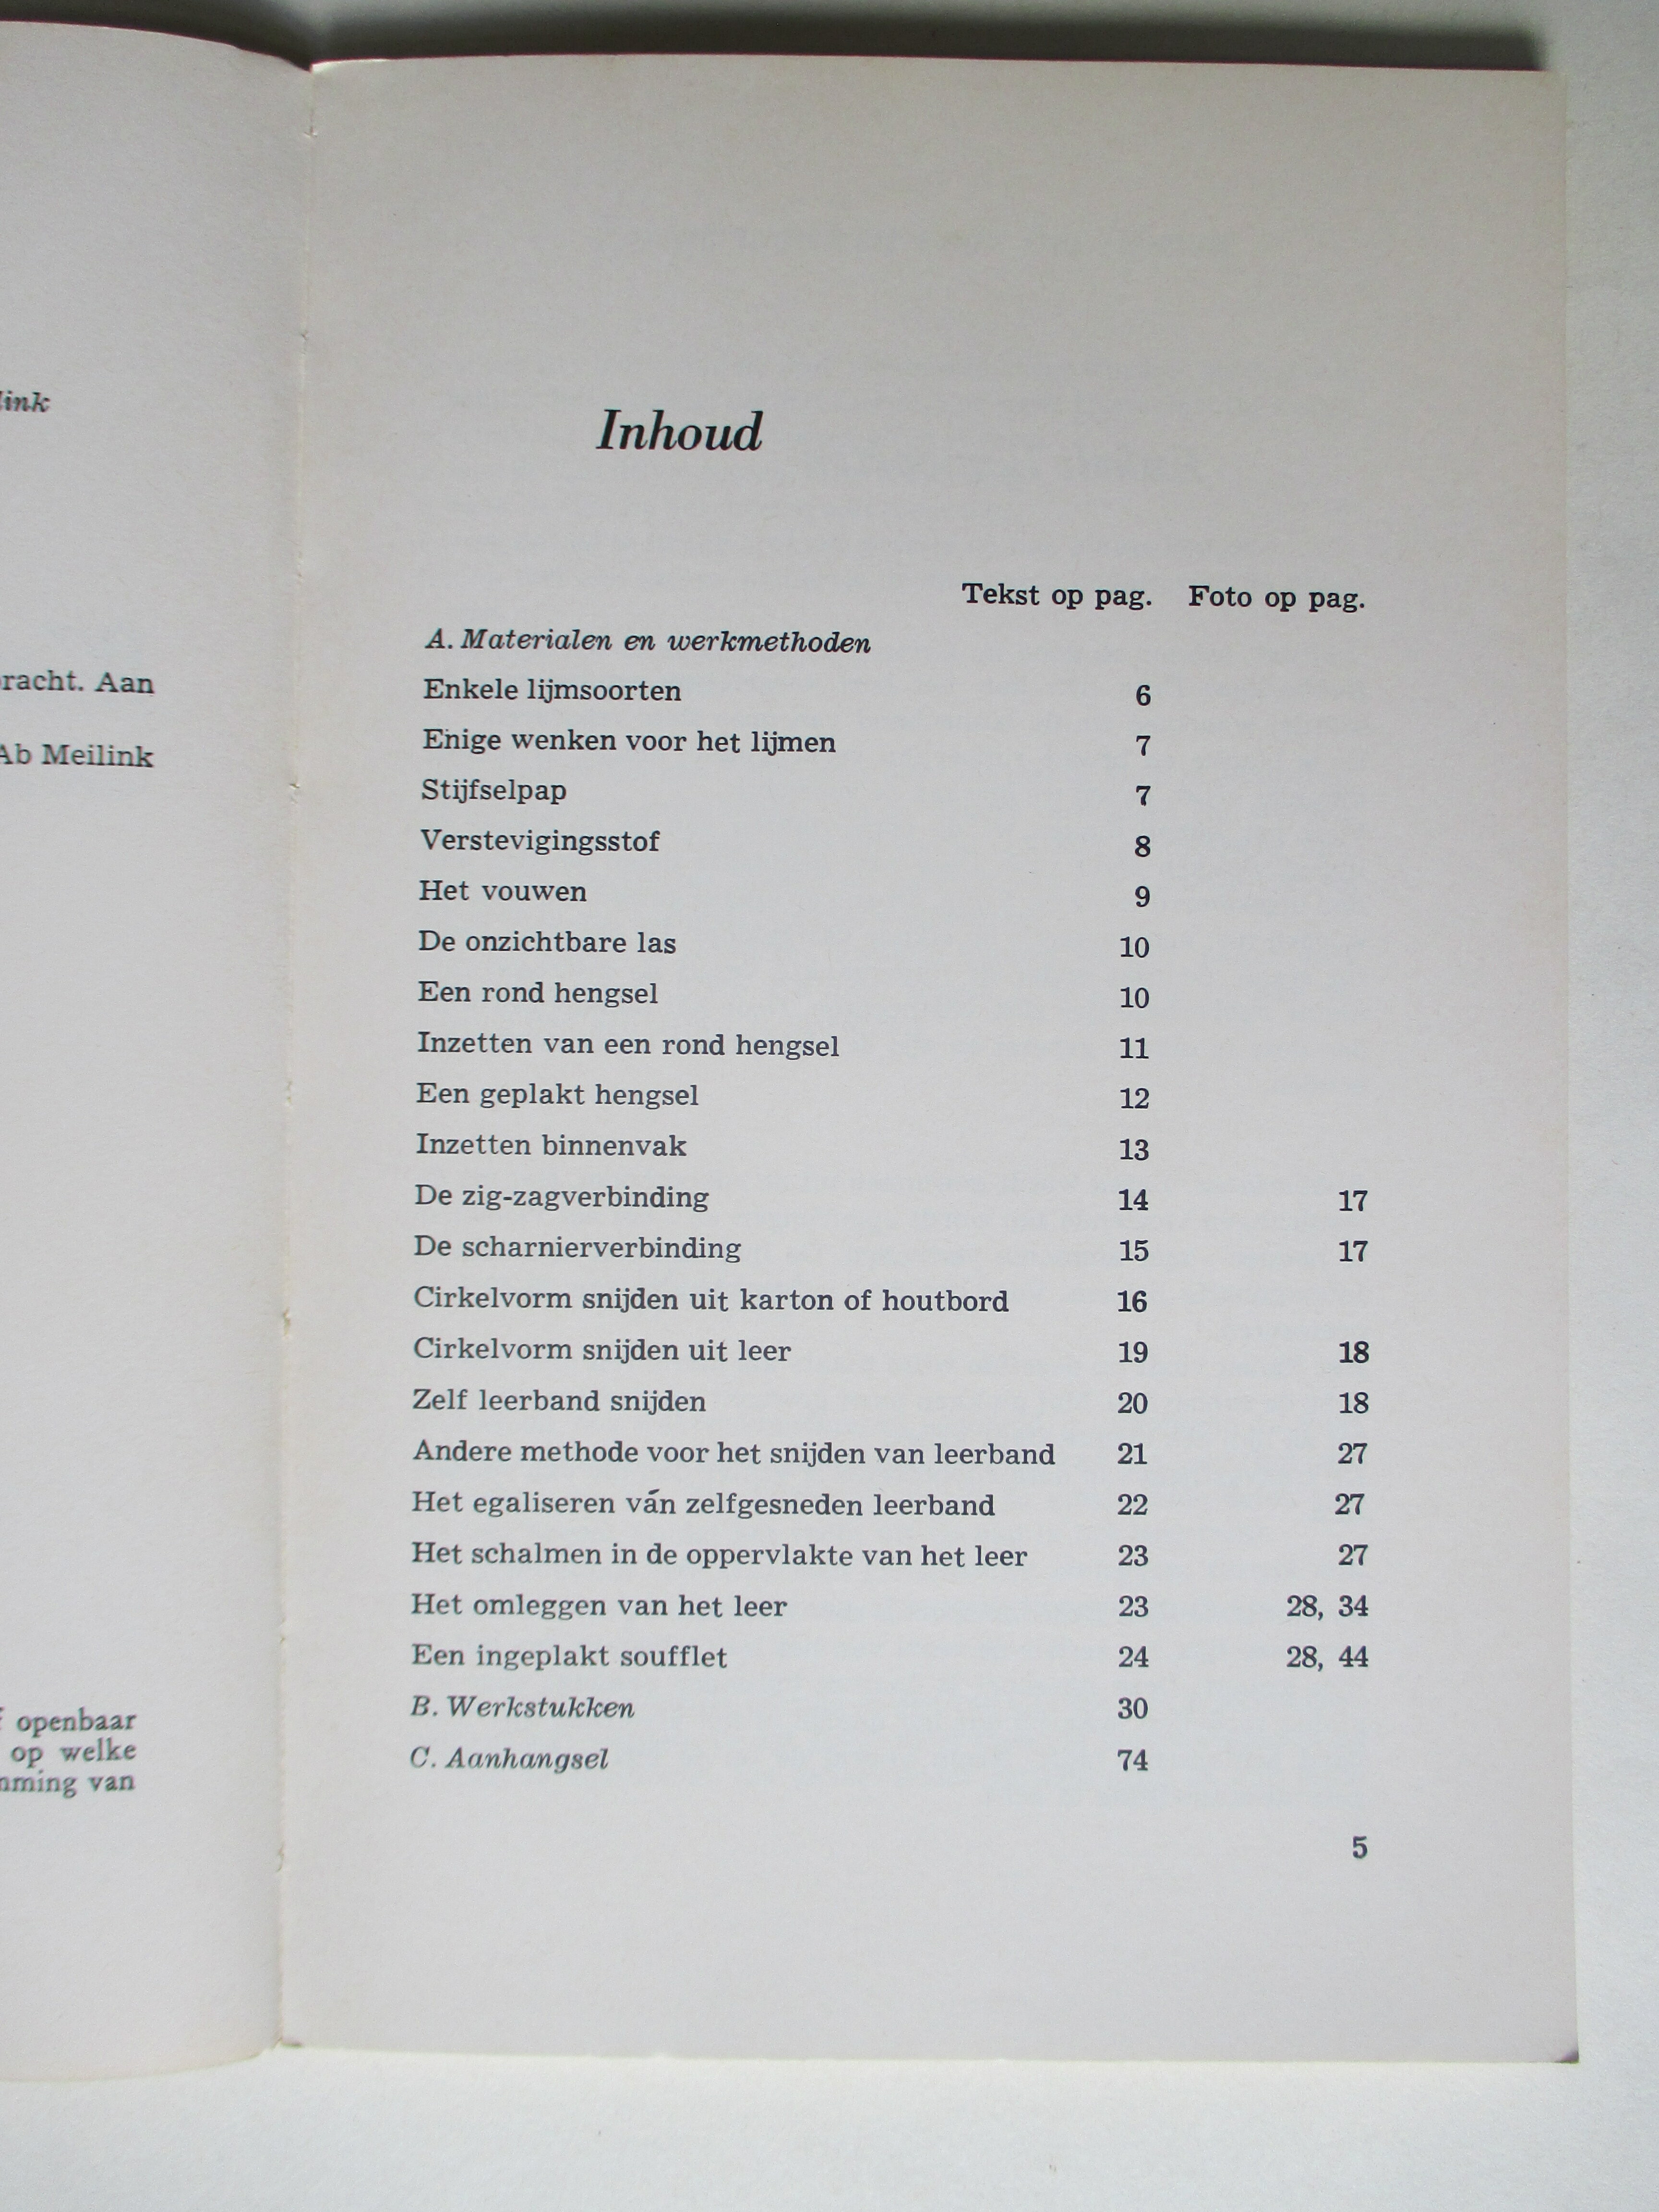 link
racht. Aan
Ab Meilink
openbaar
op welke
van
Inhoud
Tekst op pag. Foto op pag.
A. Materialen en werkmethoden
Enkele lijmsoorten 6
Enige wenken voor het lijmen 7
Stijfselpap 7
Verstevigingsstof 8
Het vouwen 9
De onzichtbare las 10
Een rond hengsel 10
Inzetten van een rond hengsel 11
Een geplakt hengsel 12
Inzetten binnenvak 13
De zig-zagverbinding 14 17
De scharnierverbinding 15 17
Cirkelvorm snijden uit karton of houtbord 16
Cirkelvorm snijden uit leer 19 18
Zelf leerband snijden 20 18
Andere methode voor het snijden van leerband 21 27
Het egaliseren ván zelfgesneden leerband 22 27
Het schalmen in de oppervlakte van het leer 23 27
Het omleggen van het leer 23 28, 34
Een ingeplakt soufflet 24 28, 44
B. Werkstukken 30
C. Aanhangsel 74
5